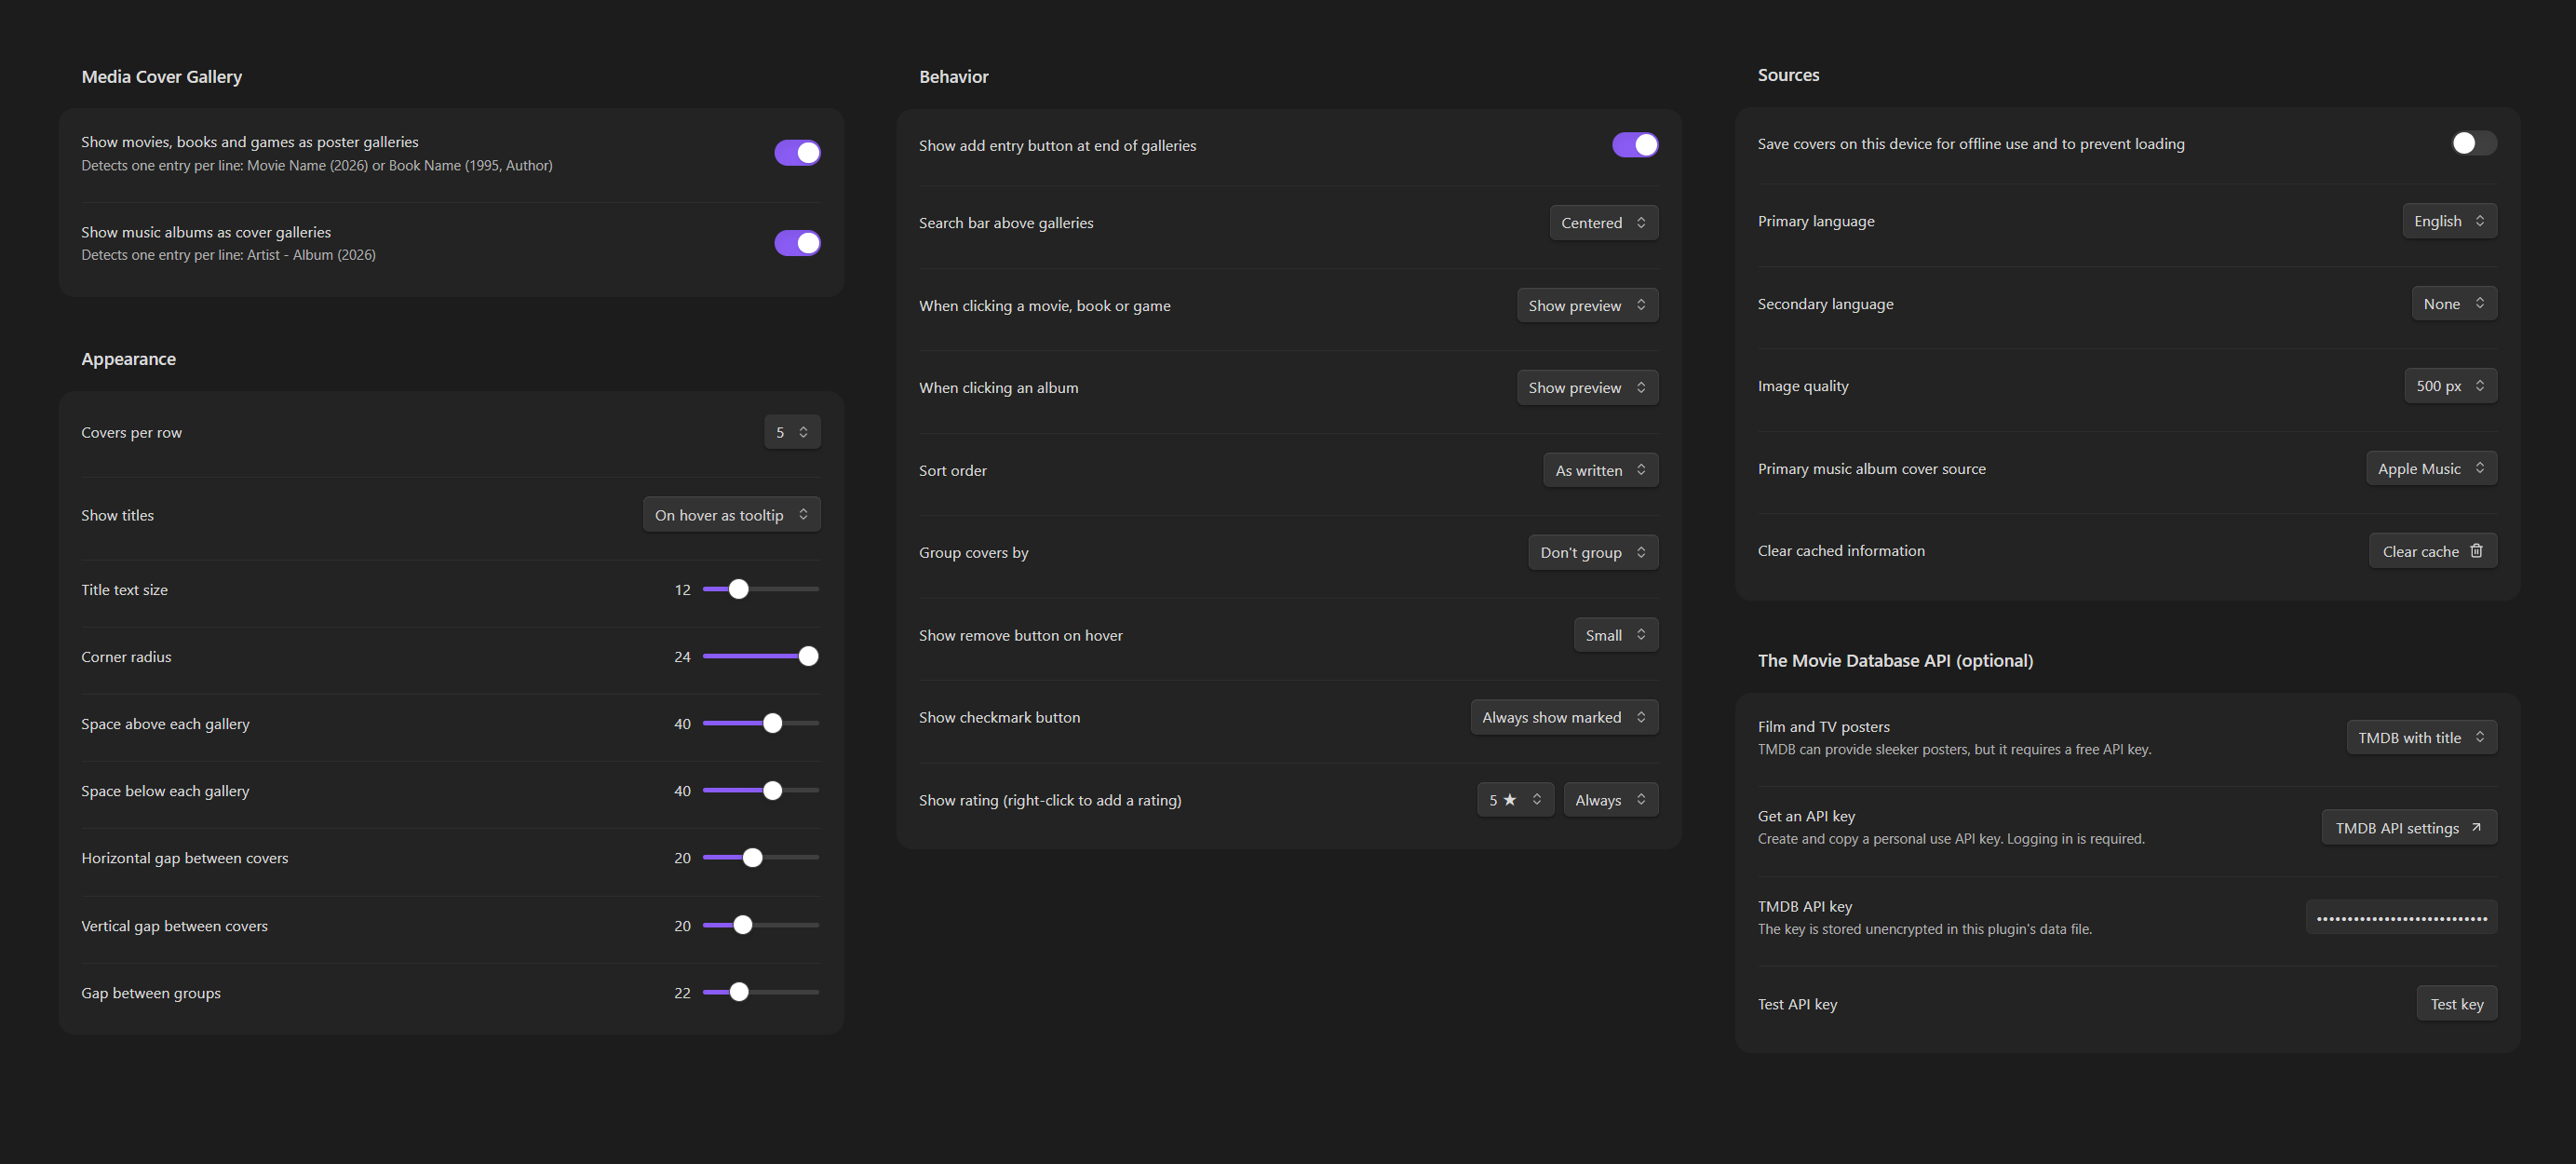 Media Cover Gallery
Show movies, books and games as poster galleries
Detects one entry per line: Movie Name (2026) or Book Name (1995, Author)
Show music albums as cover galleries
Detects one entry per line: Artist - Album (2026)
Appearance
Covers per row 5
Show titles On hover as tooltip
Title text size 12
Corner radius 24
Space above each gallery 40
Space below each gallery 40
Horizontal gap between covers 20
Vertical gap between covers 20
Gap between groups 22
Behavior
Show add entry button at end of galleries
Search bar above galleries Centered
When clicking a movie, book or game Show preview
When clicking an album Show preview
Sort order As written
Group covers by Don't group
Show remove button on hover Small
Show checkmark button Always show marked
Show rating (right-click to add a rating) 5 ★ Always
Sources
Save covers on this device for offline use and to prevent loading
Primary language English
Secondary language None
Image quality 500 px
Primary music album cover source Apple Music
Clear cached information Clear cache
The Movie Database API (optional)
Film and TV posters TMDB with title
TMDB can provide sleeker posters, but it requires a free API key.
Get an API key TMDB API settings
Create and copy a personal use API key. Logging in is required.
TMDB API key
The key is stored unencrypted in this plugin's data file.
Test API key Test key